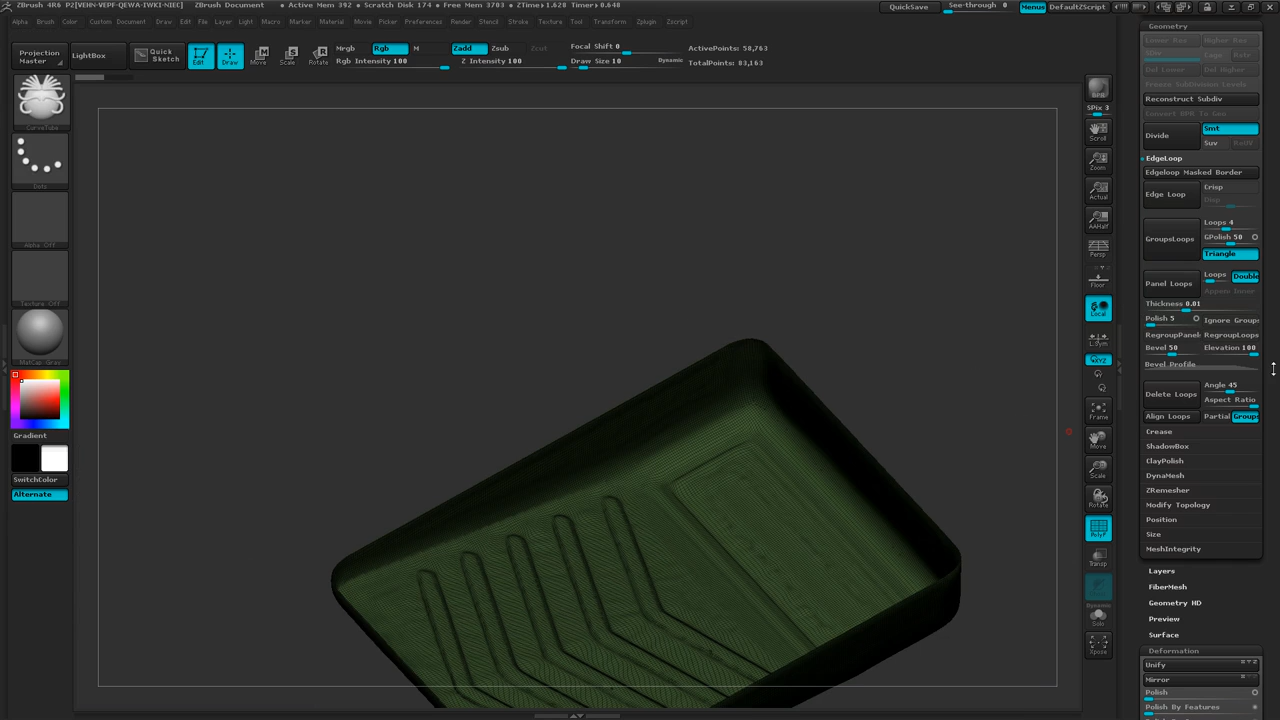 ZBrush 4R6 P2[VEHN-VEPF-QEWA-IWKI-NIEC] ZBrush Document • Active Mem 392 • Scratch Disk 174 • Free Mem 3703 • ZTime▸1.628 Timer▸0.648 QuickSave See-through 0 Menus DefaultZScript
Alpha Brush Color Document Draw Edit File Layer Light Macro Marker Material Movie Picker Preferences Render Stencil Stroke Texture Tool Transform Zplugin Zscript
Projection Master
LightBox
Quick Sketch
Edit
Draw
Move
Scale
Rotate
Mrgb Rgb M
Rgb Intensity 100
Zadd Zsub Zcut
Z Intensity 100
Focal Shift 0
Draw Size 10 Dynamic
ActivePoints: 58,763
TotalPoints: 83,163
CurveTube
Dots
Alpha Off
Texture Off
MatCap Gray
Gradient
SwitchColor
Alternate
BPR
SPix 3
Scroll
Zoom
Actual
AAHalf
Persp
Floor
Local
L.Sym
XYZ
Frame
Move
Scale
Rotate
PolyF
Transp
Dynamic
Solo
Xpose
Geometry
Lower Res Higher Res
SDiv Cage Rstr
Del Lower Del Higher
Freeze SubDivision Levels
Reconstruct Subdiv
Convert BPR To Geo
Divide Smt
Suv ReUV
EdgeLoop
Edgeloop Masked Border
Edge Loop Crisp
Disp
GroupsLoops Loops 4
GPolish 50
Triangle
Panel Loops Loops Double
Append Inner
Thickness 0.01
Polish 5 Ignore Groups
RegroupPanels RegroupLoops
Bevel 50 Elevation 100
Bevel Profile
Delete Loops Angle 45
Aspect Ratio
Align Loops Partial Groups
Crease
ShadowBox
ClayPolish
DynaMesh
ZRemesher
Modify Topology
Position
Size
MeshIntegrity
Layers
FiberMesh
Geometry HD
Preview
Surface
Deformation
Unify
Mirror
Polish
Polish By Features